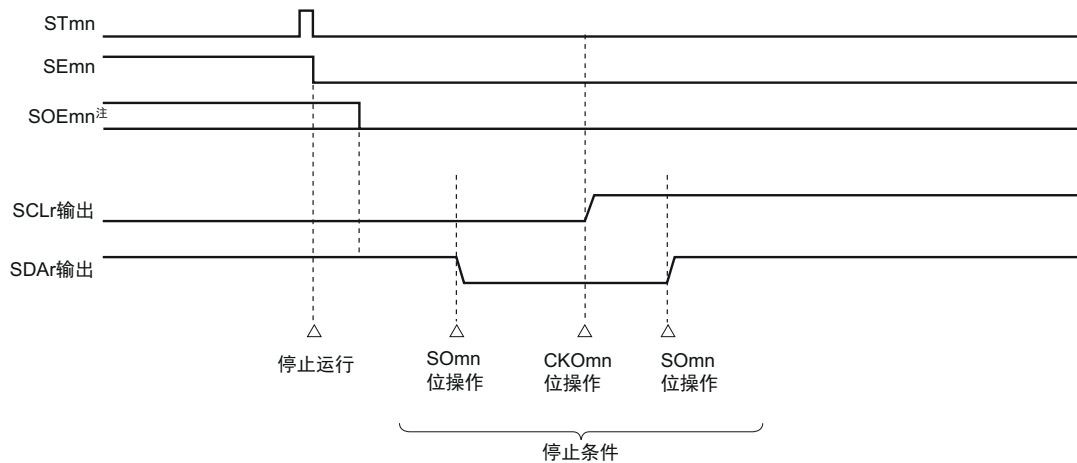 STmn
SEmn
SOEmn注
SCLr输出
SDAr输出
停止运行
SOmn
位操作
CKOmn
位操作
SOmn
位操作
停止条件